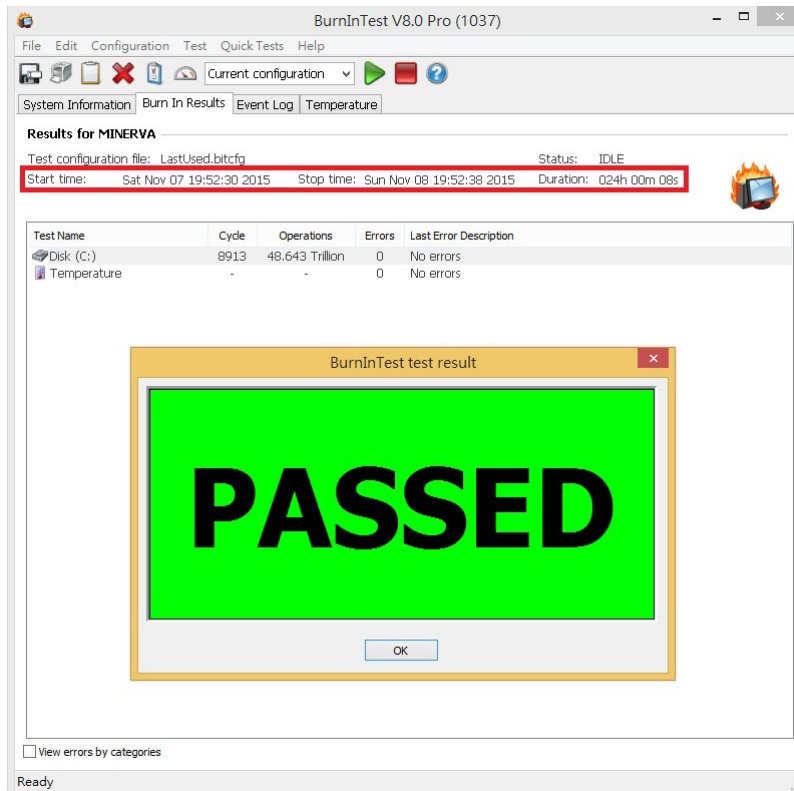 BurnInTest V8.0 Pro (1037)
File Edit Configuration Test Quick Tests Help
Current configuration
System Information Burn In Results Event Log Temperature
Results for MINERVA
Test configuration file: LastUsed.bitcfg Status: IDLE
Start time: Sat Nov 07 19:52:30 2015 Stop time: Sun Nov 08 19:52:38 2015 Duration: 024h 00m 08s
Test Name Cycle Operations Errors Last Error Description
Disk (C:) 8913 48.643 Trillion 0 No errors
Temperature - - 0 No errors
BurnInTest test result
PASSED
OK
View errors by categories
Ready